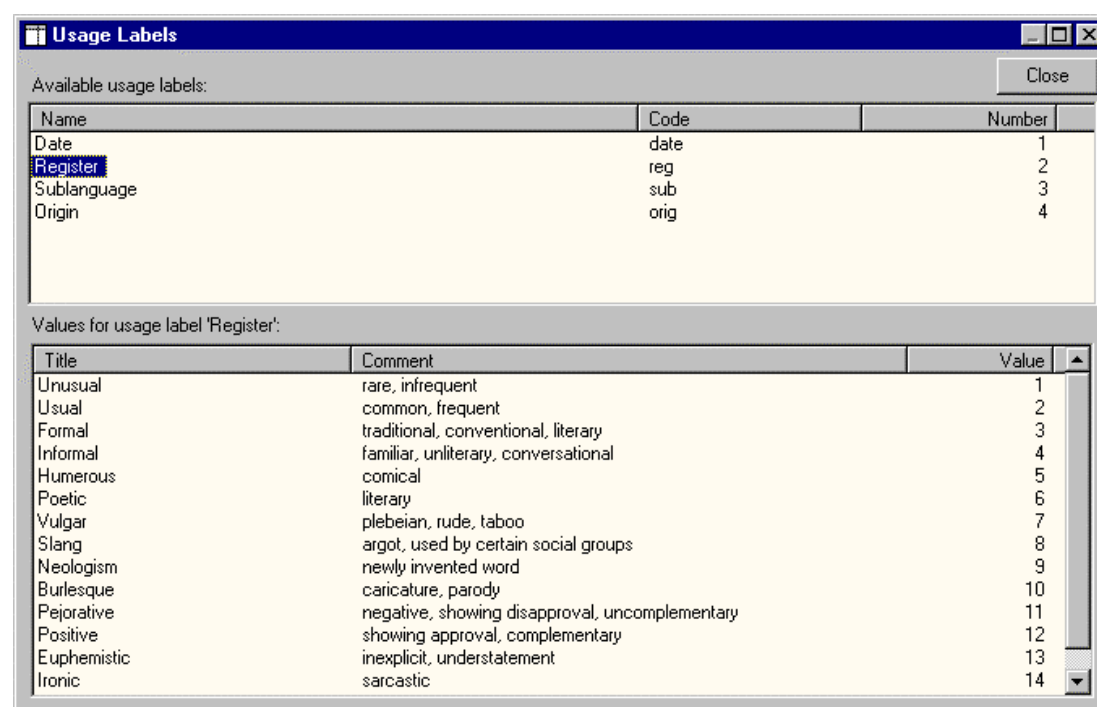 Usage Labels
Close
Available usage labels:
Name Code Number
Date date 1
Register reg 2
Sublanguage sub 3
Origin orig 4
Values for usage label 'Register':
Title Comment Value
Unusual rare, infrequent 1
Usual common, frequent 2
Formal traditional, conventional, literary 3
Informal familiar, unliterary, conversational 4
Humerous comical 5
Poetic literary 6
Vulgar plebeian, rude, taboo 7
Slang argot, used by certain social groups 8
Neologism newly invented word 9
Burlesque caricature, parody 10
Pejorative negative, showing disapproval, uncomplementary 11
Positive showing approval, complementary 12
Euphemistic inexplicit, understatement 13
Ironic sarcastic 14